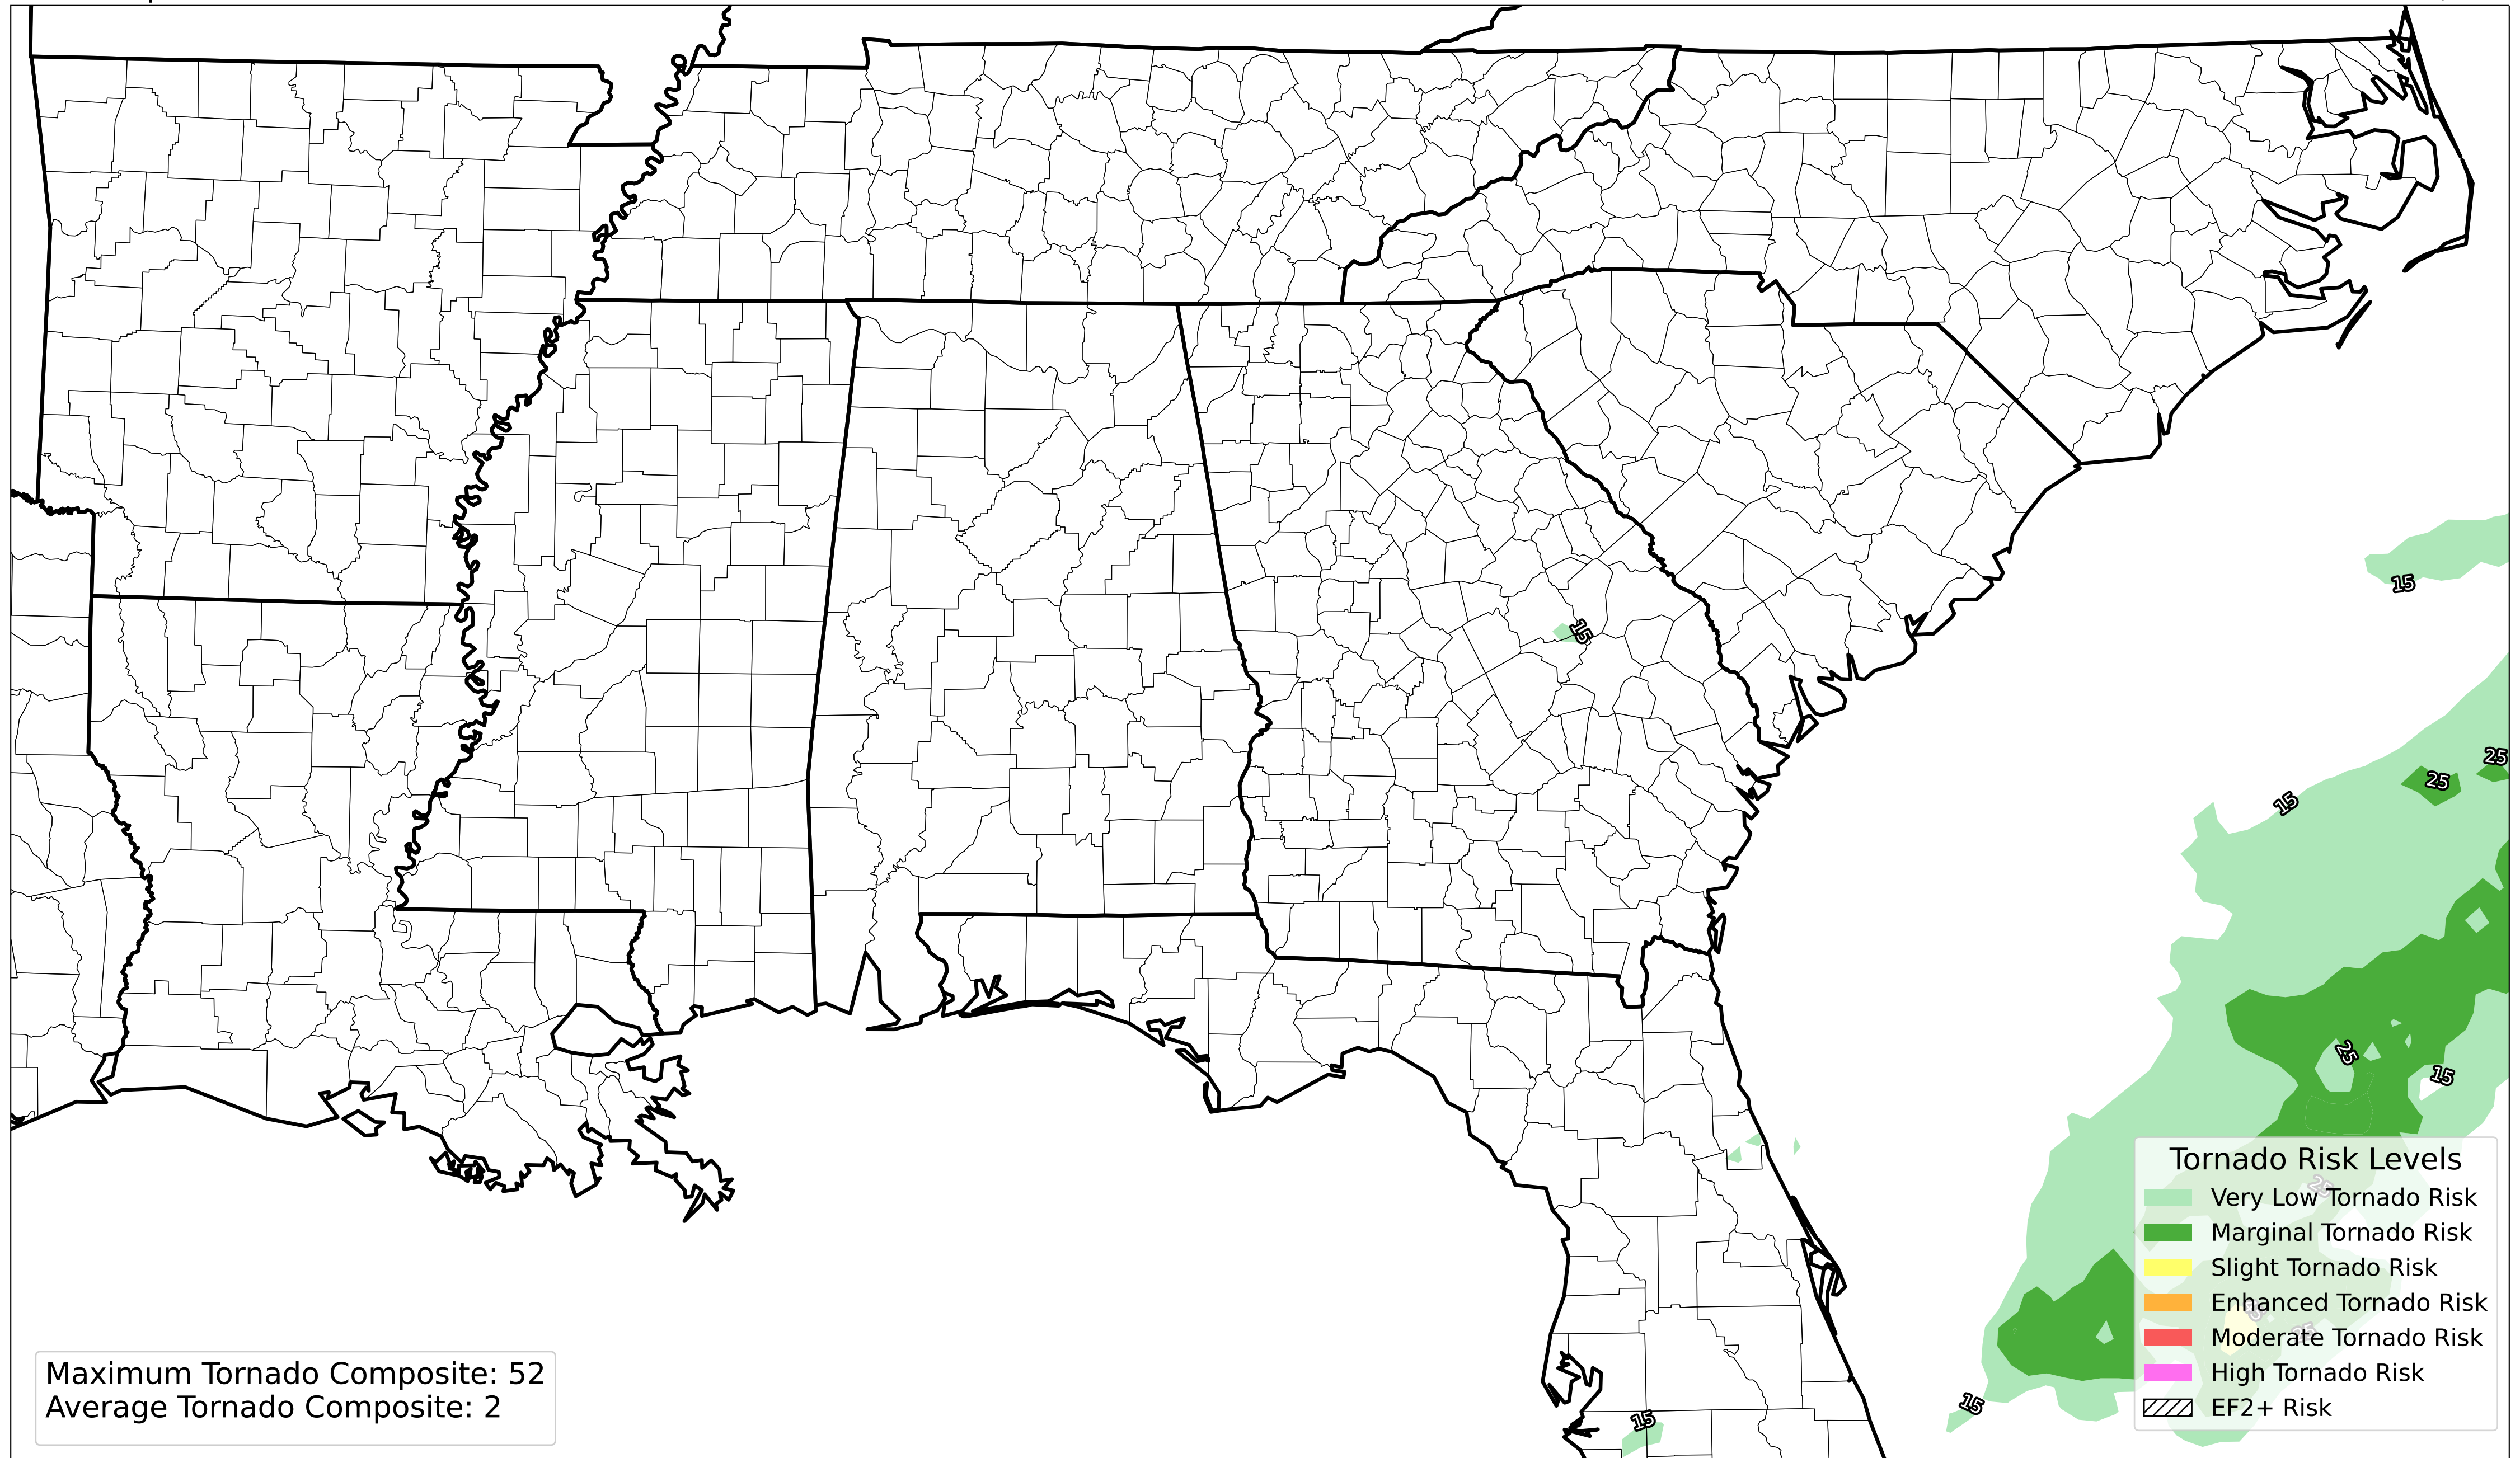 15
15
25
25
15
25
15
Tornado Risk Levels
Very Low Tornado Risk
Marginal Tornado Risk
Slight Tornado Risk
Enhanced Tornado Risk
Moderate Tornado Risk
High Tornado Risk
EF2+ Risk
Maximum Tornado Composite: 52
Average Tornado Composite: 2
15
15